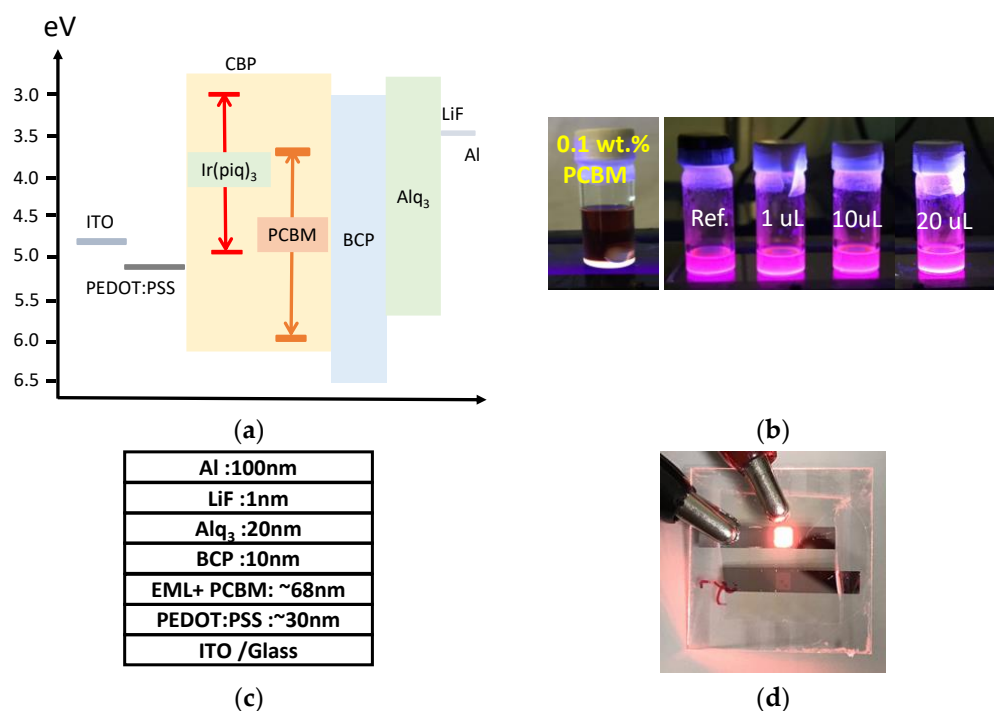 eV
CBP
3.0
3.5
4.0
4.5
5.0
5.5
6.0
6.5
ITO
PEDOT:PSS
Ir(piq)₃
PCBM
BCP
Alq₃
LiF
Al
(a)
0.1 wt.%
PCBM
Ref.
1 uL
10uL
20 uL
(b)
Al :100nm
LiF :1nm
Alq₃ :20nm
BCP :10nm
EML+ PCBM: ~68nm
PEDOT:PSS :~30nm
ITO /Glass
(c)
(d)